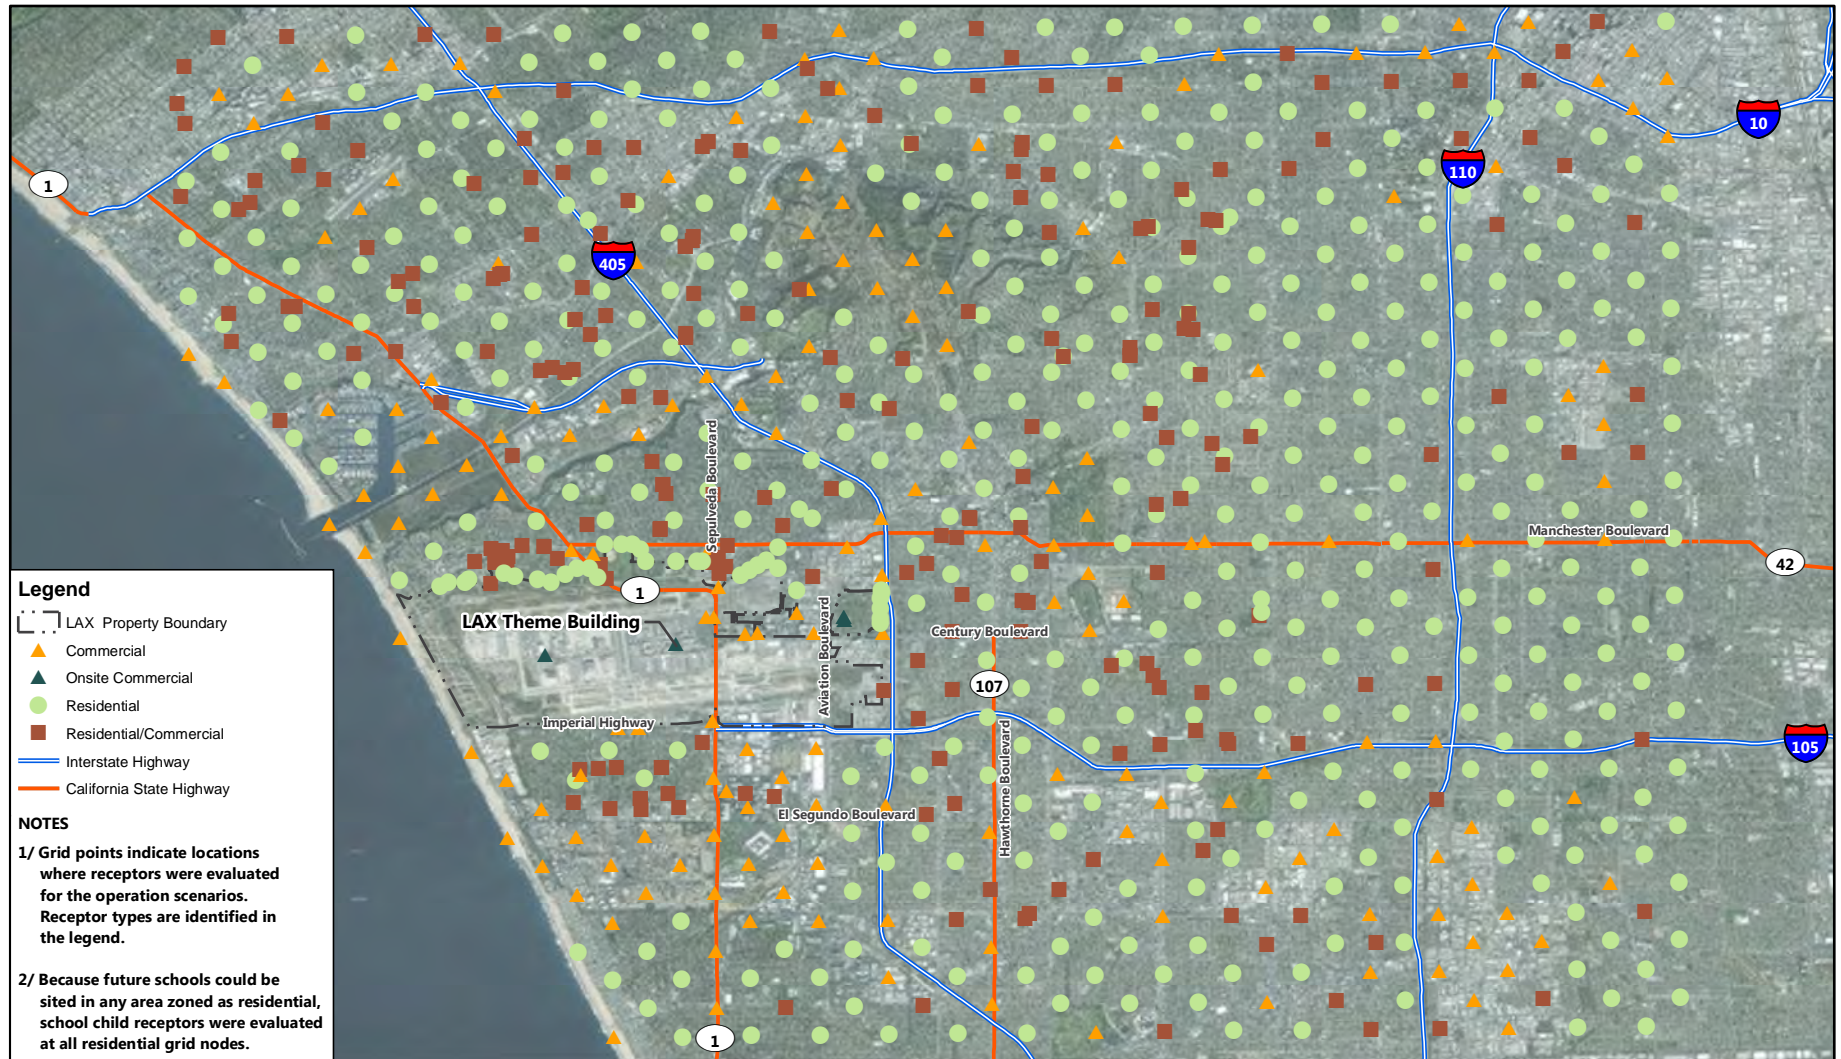 10
1
110
405
Sepulveda Boulevard
Manchester Boulevard
42
1
LAX Theme Building
Aviation Boulevard
Century Boulevard
107
Imperial Highway
Hawthorne Boulevard
105
El Segundo Boulevard
1
Legend
LAX Property Boundary
Commercial
Onsite Commercial
Residential
Residential/Commercial
Interstate Highway
California State Highway
NOTES
1/ Grid points indicate locations
where receptors were evaluated
for the operation scenarios.
Receptor types are identified in
the legend.
2/ Because future schools could be
sited in any area zoned as residential,
school child receptors were evaluated
at all residential grid nodes.